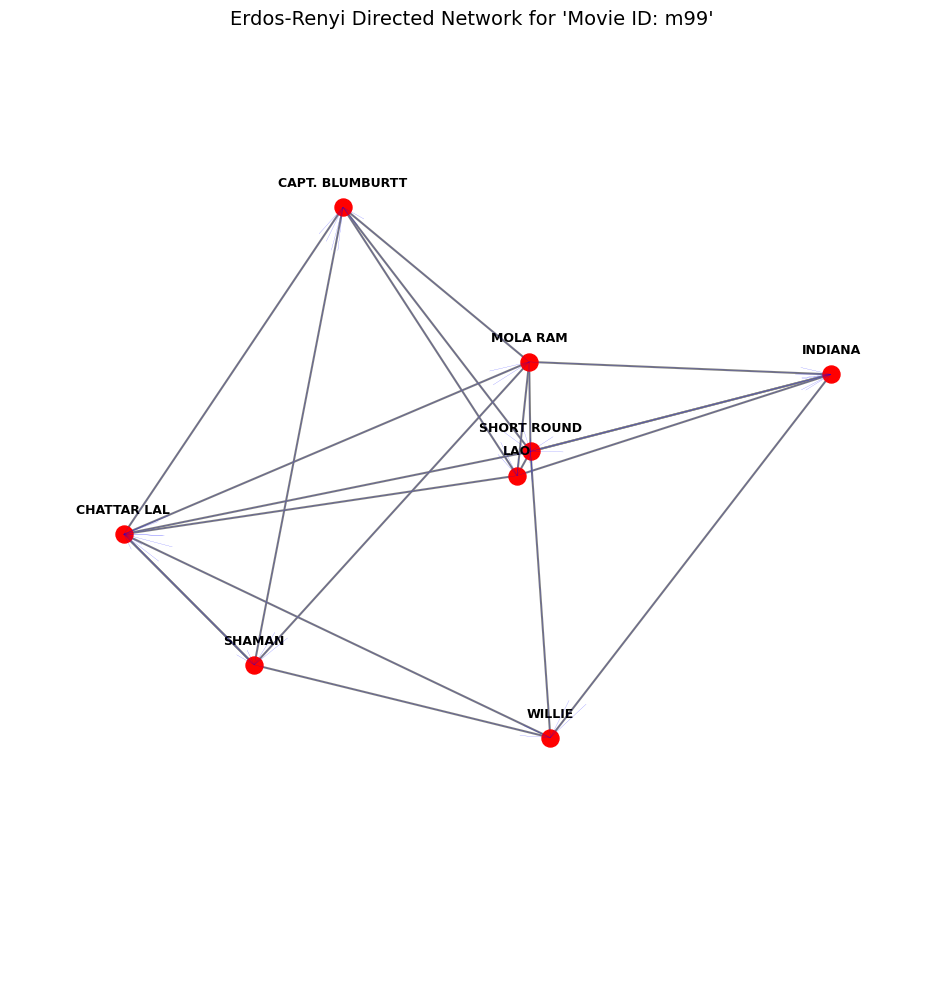 Erdos-Renyi Directed Network for 'Movie ID: m99'
CAPT. BLUMBURTT
MOLA RAM
INDIANA
SHORT ROUND
LAO
CHATTAR LAL
SHAMAN
WILLIE